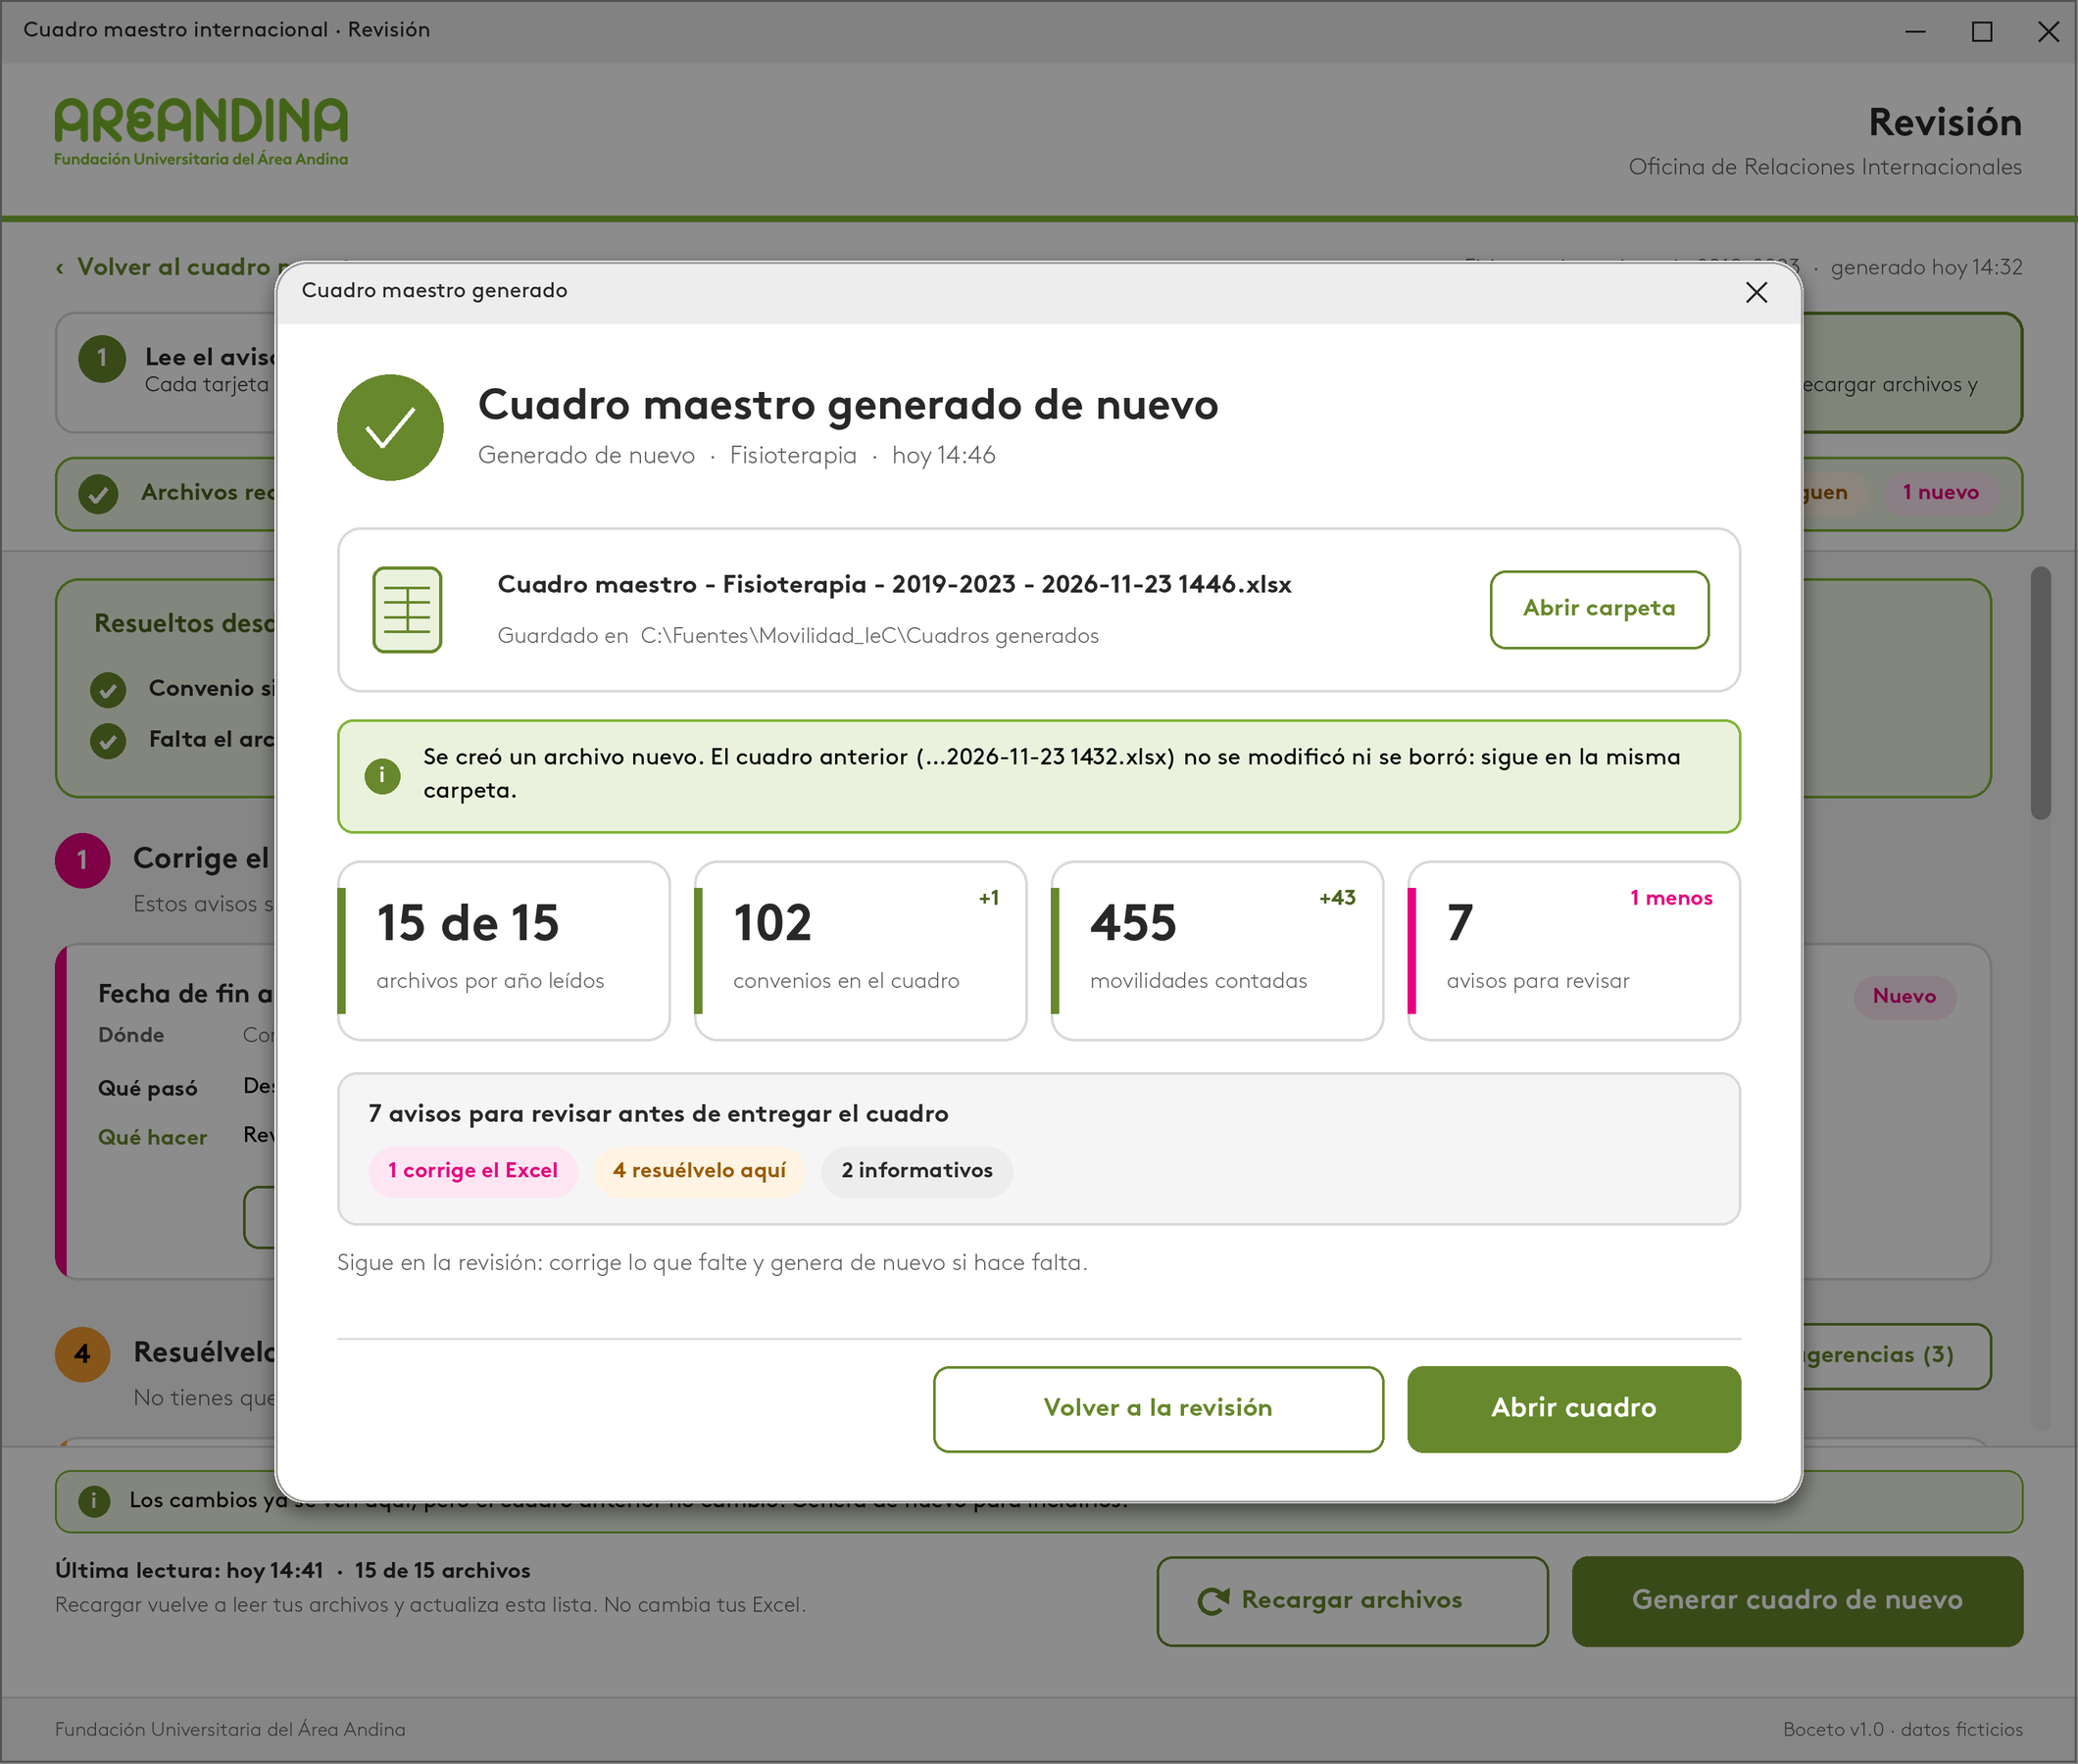 Cuadro maestro internacional · Revisión
AREANDINA
Fundación Universitaria del Área Andina
Revisión
Oficina de Relaciones Internacionales
‹ Volver al cuadro
2019-2023 · generado hoy 14:32
Cuadro maestro generado
1 Lee el
Cada tarjeta
archivos y
Archivos
1 nuevo
Cuadro maestro generado de nuevo
Generado de nuevo · Fisioterapia · hoy 14:46
Cuadro maestro - Fisioterapia - 2019-2023 - 2026-11-23 1446.xlsx
Guardado en C:\Fuentes\Movilidad_IeC\Cuadros generados
Abrir carpeta
Resueltos
Convenio
Falta el
Se creó un archivo nuevo. El cuadro anterior (...2026-11-23 1432.xlsx) no se modificó ni se borró: sigue en la misma
carpeta.
1 Corrige el
Estos avisos
15 de 15
archivos por año leídos
102
+1
convenios en el cuadro
455
+43
movilidades contadas
7
1 menos
avisos para revisar
Fecha de fin
Nuevo
Dónde
Qué pasó
Qué hacer
7 avisos para revisar antes de entregar el cuadro
1 corrige el Excel
4 resuélvelo aquí
2 informativos
Sigue en la revisión: corrige lo que falte y genera de nuevo si hace falta.
4
No tienes que
(3)
Volver a la revisión
Abrir cuadro
Los cambios ya
Última lectura: hoy 14:41 · 15 de 15 archivos
Recargar vuelve a leer tus archivos y actualiza esta lista. No cambia tus Excel.
Recargar archivos
Generar cuadro de nuevo
Fundación Universitaria del Área Andina
Boceto v1.0 · datos ficticios